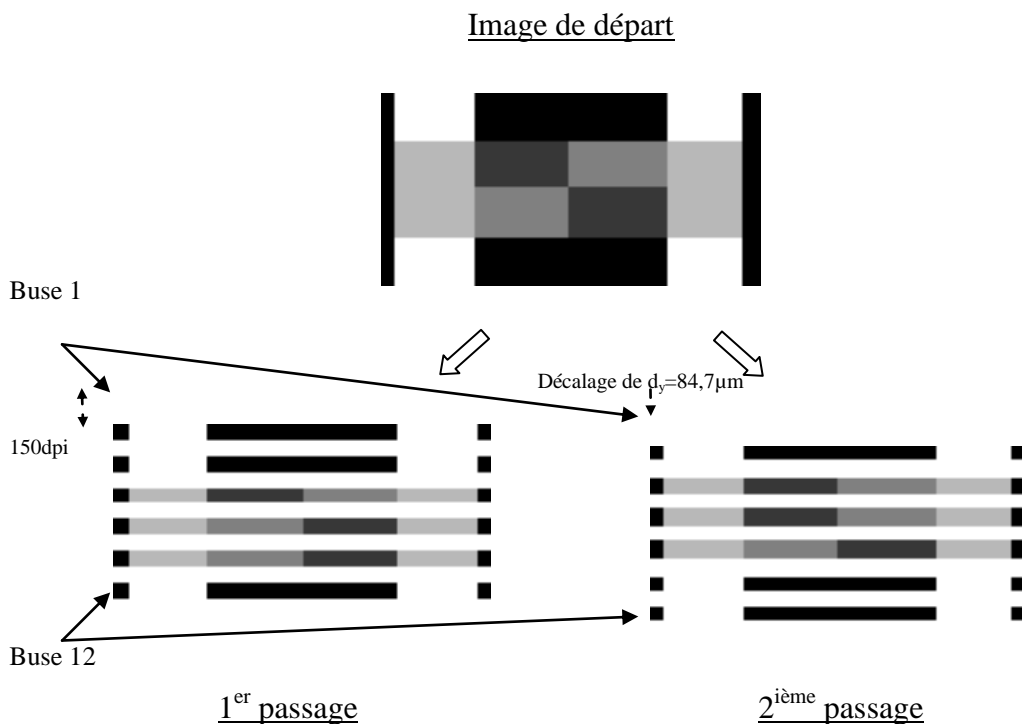 Image de départ
Buse 1
Décalage de dy=84,7µm
150dpi
Buse 12
1er passage
2ième passage